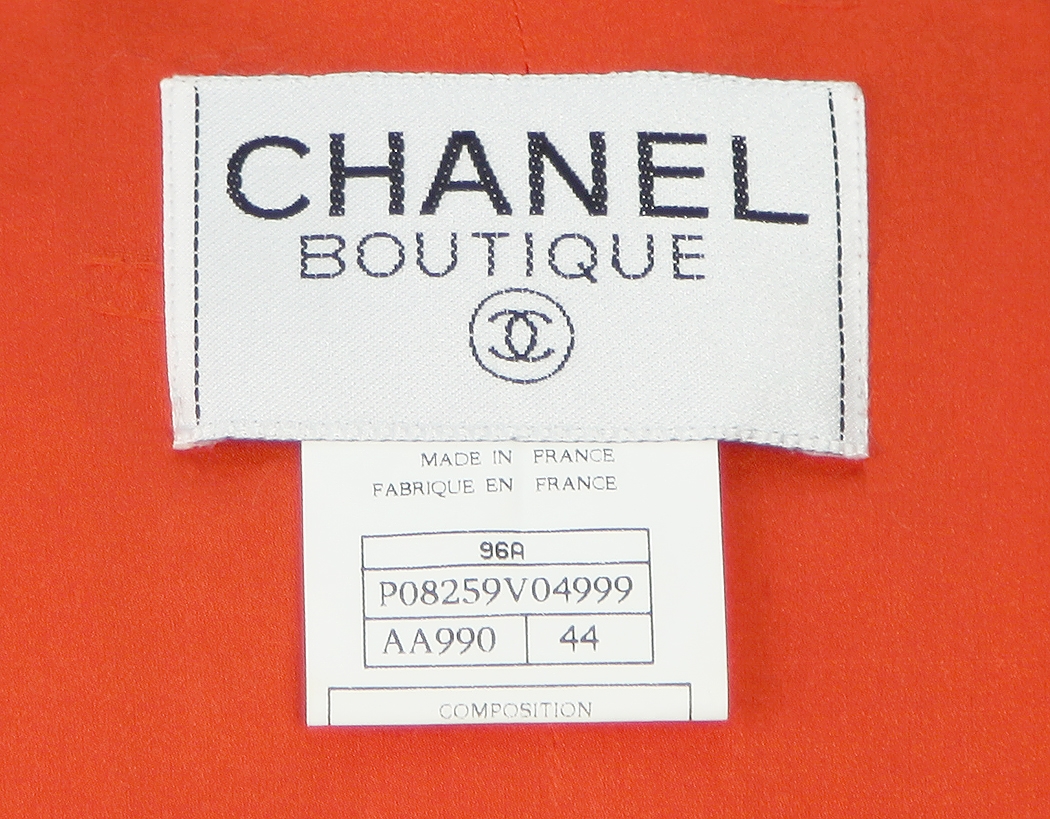 CHANEL
BOUTIQUE
MADE IN FRANCE
FABRIQUE EN FRANCE
96A
P08259V04999
AA990 44
COMPOSITION